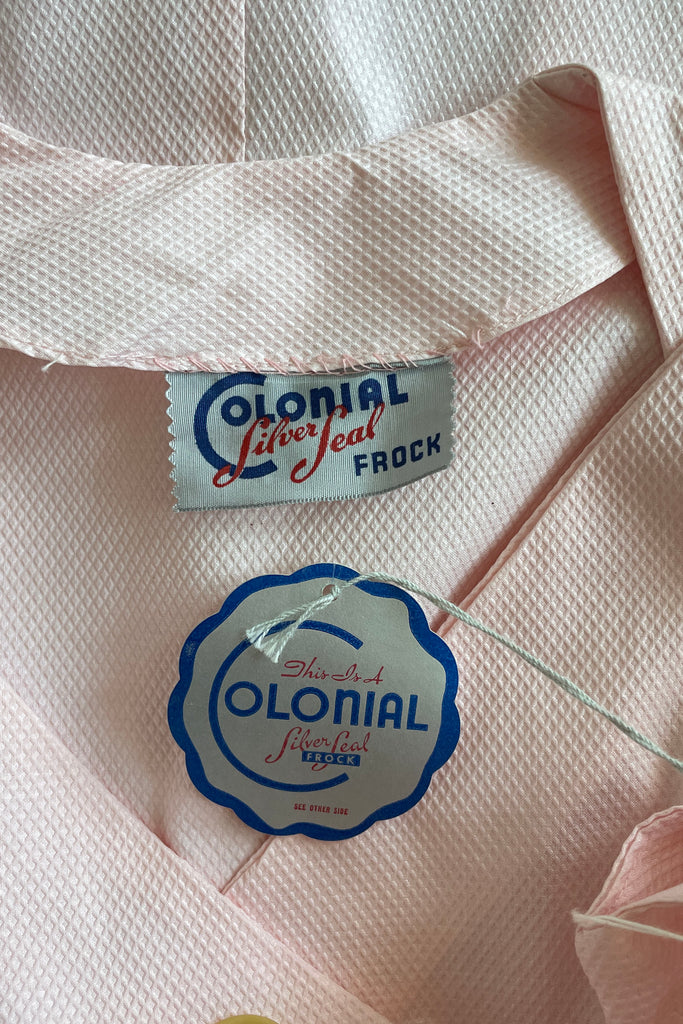 COLONIAL
Silver Seal
FROCK
This Is A
COLONIAL
Silver Seal
FROCK
SEE OTHER SIDE